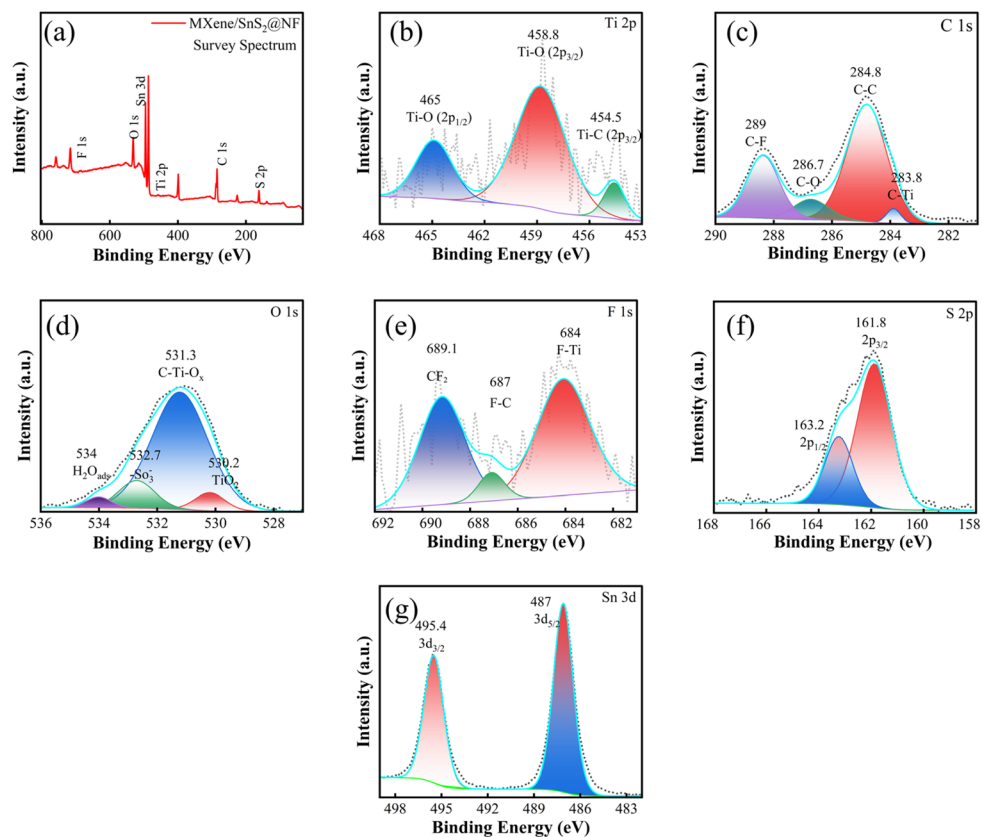 (a)
MXene/SnS₂@NF
Survey Spectrum
F 1s
O 1s
Sn 3d
Ti 2p
C 1s
S 2p
Intensity (a.u.)
800 600 400 200
Binding Energy (eV)
(b)
Ti 2p
458.8
Ti-O (2p₃/₂)
465
Ti-O (2p₁/₂)
454.5
Ti-C (2p₃/₂)
Intensity (a.u.)
468 465 462 459 456 453
Binding Energy (eV)
(c)
C 1s
284.8
C-C
289
C-F
286.7
C-O
283.8
C-Ti
Intensity (a.u.)
290 288 286 284 282
Binding Energy (eV)
(d)
O 1s
531.3
C-Ti-Oₓ
534
H₂Oads
532.7
-So₃⁻
530.2
TiO₂
Intensity (a.u.)
536 534 532 530 528
Binding Energy (eV)
(e)
F 1s
689.1
CF₂
687
F-C
684
F-Ti
Intensity (a.u.)
692 690 688 686 684 682
Binding Energy (eV)
(f)
S 2p
161.8
2p₃/₂
163.2
2p₁/₂
Intensity (a.u.)
168 166 164 162 160 158
Binding Energy (eV)
(g)
Sn 3d
487
3d₅/₂
495.4
3d₃/₂
Intensity (a.u.)
498 495 492 489 486 483
Binding Energy (eV)